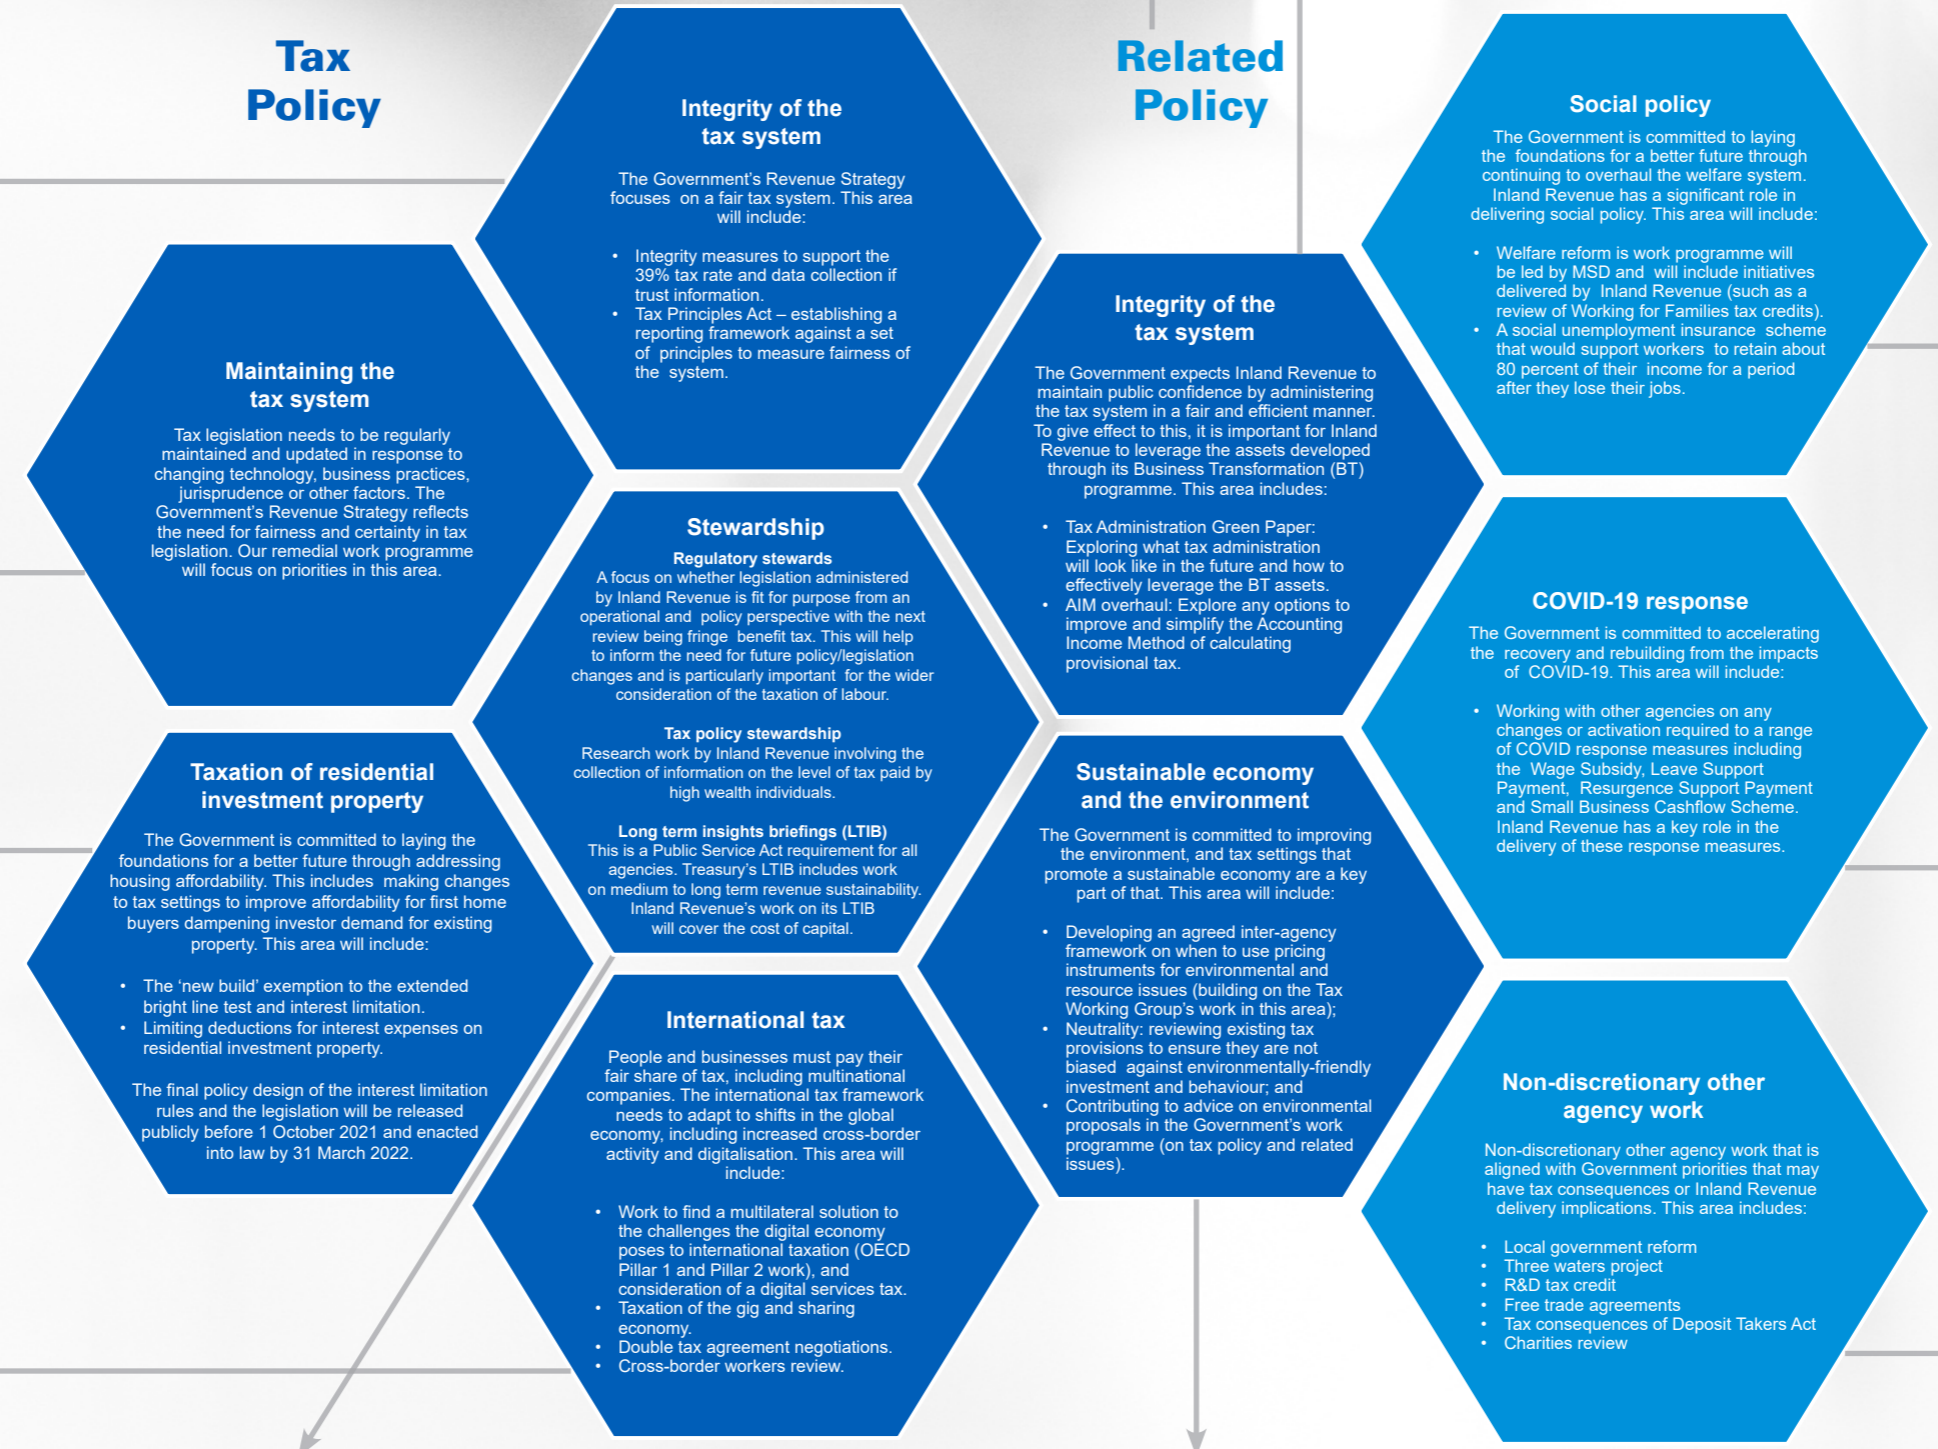 Tax
Policy
Integrity of the
tax system
The Government's Revenue Strategy
focuses on a fair tax system. This area
will include:
• Integrity measures to support the
39% tax rate and data collection if
trust information.
• Tax Principles Act – establishing a
reporting framework against a set
of principles to measure fairness of
the system.
Maintaining the
tax system
Tax legislation needs to be regularly
maintained and updated in response to
changing technology, business practices,
jurisprudence or other factors. The
Government's Revenue Strategy reflects
the need for fairness and certainty in tax
legislation. Our remedial work programme
will focus on priorities in this area.
Stewardship
Regulatory stewards
A focus on whether legislation administered
by Inland Revenue is fit for purpose from an
operational and policy perspective with the next
review being fringe benefit tax. This will help
to inform the need for future policy/legislation
changes and is particularly important for the wider
consideration of the taxation of labour.
Tax policy stewardship
Research work by Inland Revenue involving the
collection of information on the level of tax paid by
high wealth individuals.
Long term insights briefings (LTIB)
This is a Public Service Act requirement for all
agencies. Treasury's LTIB includes work
on medium to long term revenue sustainability.
Inland Revenue's work on its LTIB
will cover the cost of capital.
Taxation of residential
investment property
The Government is committed to laying the
foundations for a better future through addressing
housing affordability. This includes making changes
to tax settings to improve affordability for first home
buyers dampening investor demand for existing
property. This area will include:
• The 'new build' exemption to the extended
bright line test and interest limitation.
• Limiting deductions for interest expenses on
residential investment property.
The final policy design of the interest limitation
rules and the legislation will be released
publicly before 1 October 2021 and enacted
into law by 31 March 2022.
International tax
People and businesses must pay their
fair share of tax, including multinational
companies. The international tax framework
needs to adapt to shifts in the global
economy, including increased cross-border
activity and digitalisation. This area will
include:
• Work to find a multilateral solution to
the challenges the digital economy
poses to international taxation (OECD
Pillar 1 and Pillar 2 work), and
consideration of a digital services tax.
• Taxation of the gig and sharing
economy.
• Double tax agreement negotiations.
• Cross-border workers review.
Related
Policy
Integrity of the
tax system
The Government expects Inland Revenue to
maintain public confidence by administering
the tax system in a fair and efficient manner.
To give effect to this, it is important for Inland
Revenue to leverage the assets developed
through its Business Transformation (BT)
programme. This area includes:
• Tax Administration Green Paper:
Exploring what tax administration
will look like in the future and how to
effectively leverage the BT assets.
• AIM overhaul: Explore any options to
improve and simplify the Accounting
Income Method of calculating
provisional tax.
Sustainable economy
and the environment
The Government is committed to improving
the environment, and tax settings that
promote a sustainable economy are a key
part of that. This area will include:
• Developing an agreed inter-agency
framework on when to use pricing
instruments for environmental and
resource issues (building on the Tax
Working Group's work in this area);
• Neutrality: reviewing existing tax
provisions to ensure they are not
biased against environmentally-friendly
investment and behaviour; and
• Contributing to advice on environmental
proposals in the Government's work
programme (on tax policy and related
issues).
Social policy
The Government is committed to laying
the foundations for a better future through
continuing to overhaul the welfare system.
Inland Revenue has a significant role in
delivering social policy. This area will include:
• Welfare reform is work programme will
be led by MSD and will include initiatives
delivered by Inland Revenue (such as a
review of Working for Families tax credits).
• A social unemployment insurance scheme
that would support workers to retain about
80 percent of their income for a period
after they lose their jobs.
COVID-19 response
The Government is committed to accelerating
the recovery and rebuilding from the impacts
of COVID-19. This area will include:
• Working with other agencies on any
changes or activation required to a range
of COVID response measures including
the Wage Subsidy, Leave Support
Payment, Resurgence Support Payment
and Small Business Cashflow Scheme.
Inland Revenue has a key role in the
delivery of these response measures.
Non-discretionary other
agency work
Non-discretionary other agency work that is
aligned with Government priorities that may
have tax consequences or Inland Revenue
delivery implications. This area includes:
• Local government reform
• Three waters project
• R&D tax credit
• Free trade agreements
• Tax consequences of Deposit Takers Act
• Charities review